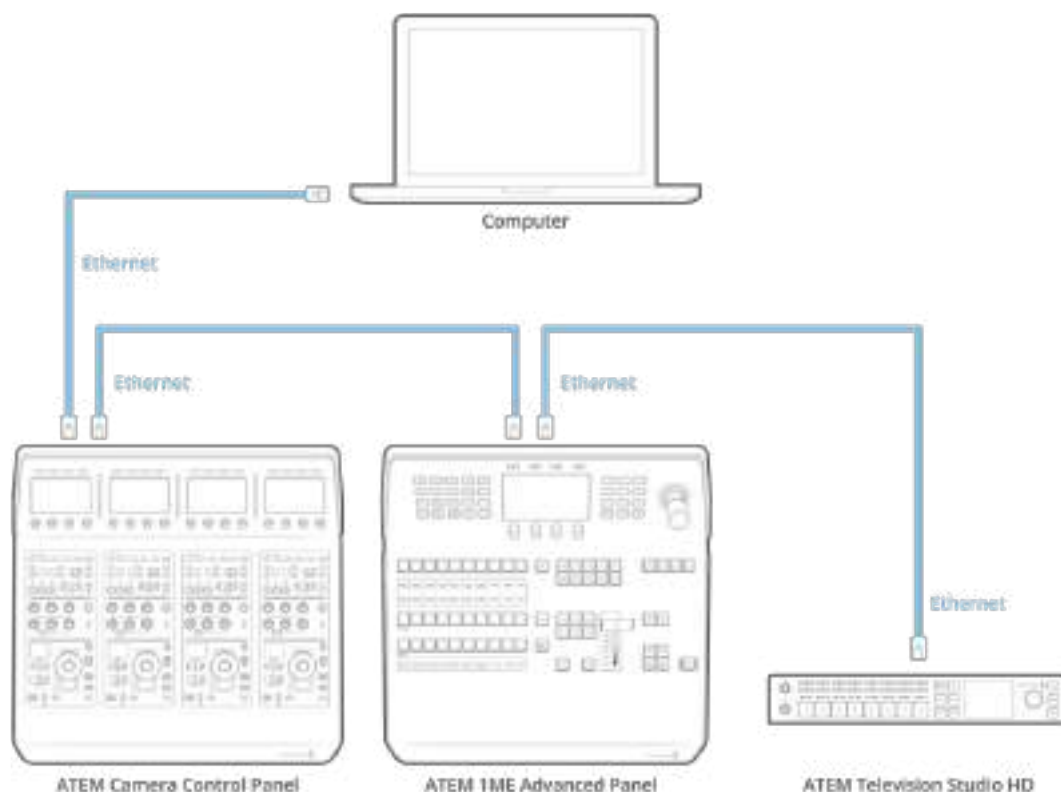 Computer
Ethernet
Ethernet
Ethernet
Ethernet
ATEM Camera Control Panel
ATEM 1ME Advanced Panel
ATEM Television Studio HD